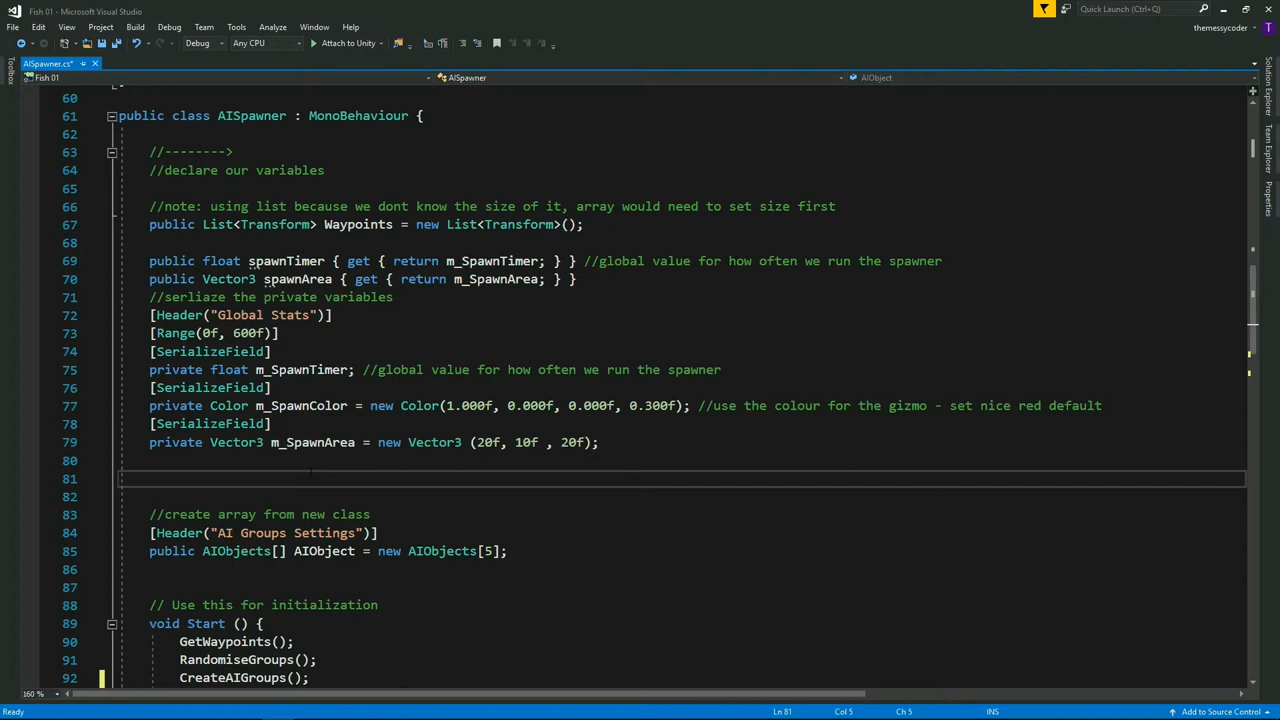 Fish 01 - Microsoft Visual Studio
Quick Launch (Ctrl+Q)
File Edit View Project Build Debug Team Tools Analyze Window Help
themessycoder T
Debug Any CPU Attach to Unity
AISpawner.cs*
Fish 01 AISpawner AIObject
Toolbox
Solution Explorer
Team Explorer
Properties
60
61 public class AISpawner : MonoBehaviour {
62
63 //-------->
64 //declare our variables
65
66 //note: using list because we dont know the size of it, array would need to set size first
67 public List<Transform> Waypoints = new List<Transform>();
68
69 public float spawnTimer { get { return m_SpawnTimer; } } //global value for how often we run the spawner
70 public Vector3 spawnArea { get { return m_SpawnArea; } }
71 //serliaze the private variables
72 [Header("Global Stats")]
73 [Range(0f, 600f)]
74 [SerializeField]
75 private float m_SpawnTimer; //global value for how often we run the spawner
76 [SerializeField]
77 private Color m_SpawnColor = new Color(1.000f, 0.000f, 0.000f, 0.300f); //use the colour for the gizmo - set nice red default
78 [SerializeField]
79 private Vector3 m_SpawnArea = new Vector3 (20f, 10f , 20f);
80
81
82
83 //create array from new class
84 [Header("AI Groups Settings")]
85 public AIObjects[] AIObject = new AIObjects[5];
86
87
88 // Use this for initialization
89 void Start () {
90 GetWaypoints();
91 RandomiseGroups();
92 CreateAIGroups();
160 %
Ready Ln 81 Col 5 Ch 5 INS Add to Source Control